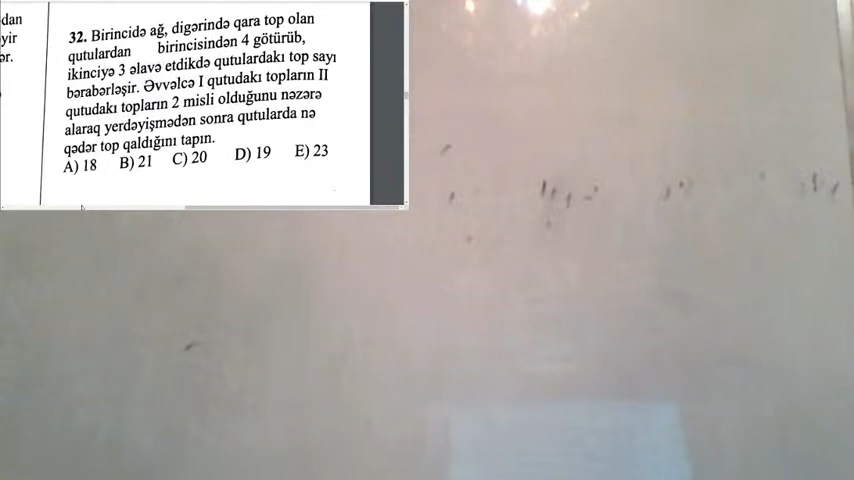 dan
yir
ər.
32. Birincidə ağ, digərində qara top olan
qutulardan birincisindən 4 götürüb,
ikinciyə 3 əlavə etdikdə qutulardakı top sayı
bərabərləşir. Əvvəlcə I qutudakı topların II
qutudakı topların 2 misli olduğunu nəzərə
alaraq yerdəyişmədən sonra qutularda nə
qədər top qaldığını tapın.
A) 18 B) 21 C) 20 D) 19 E) 23